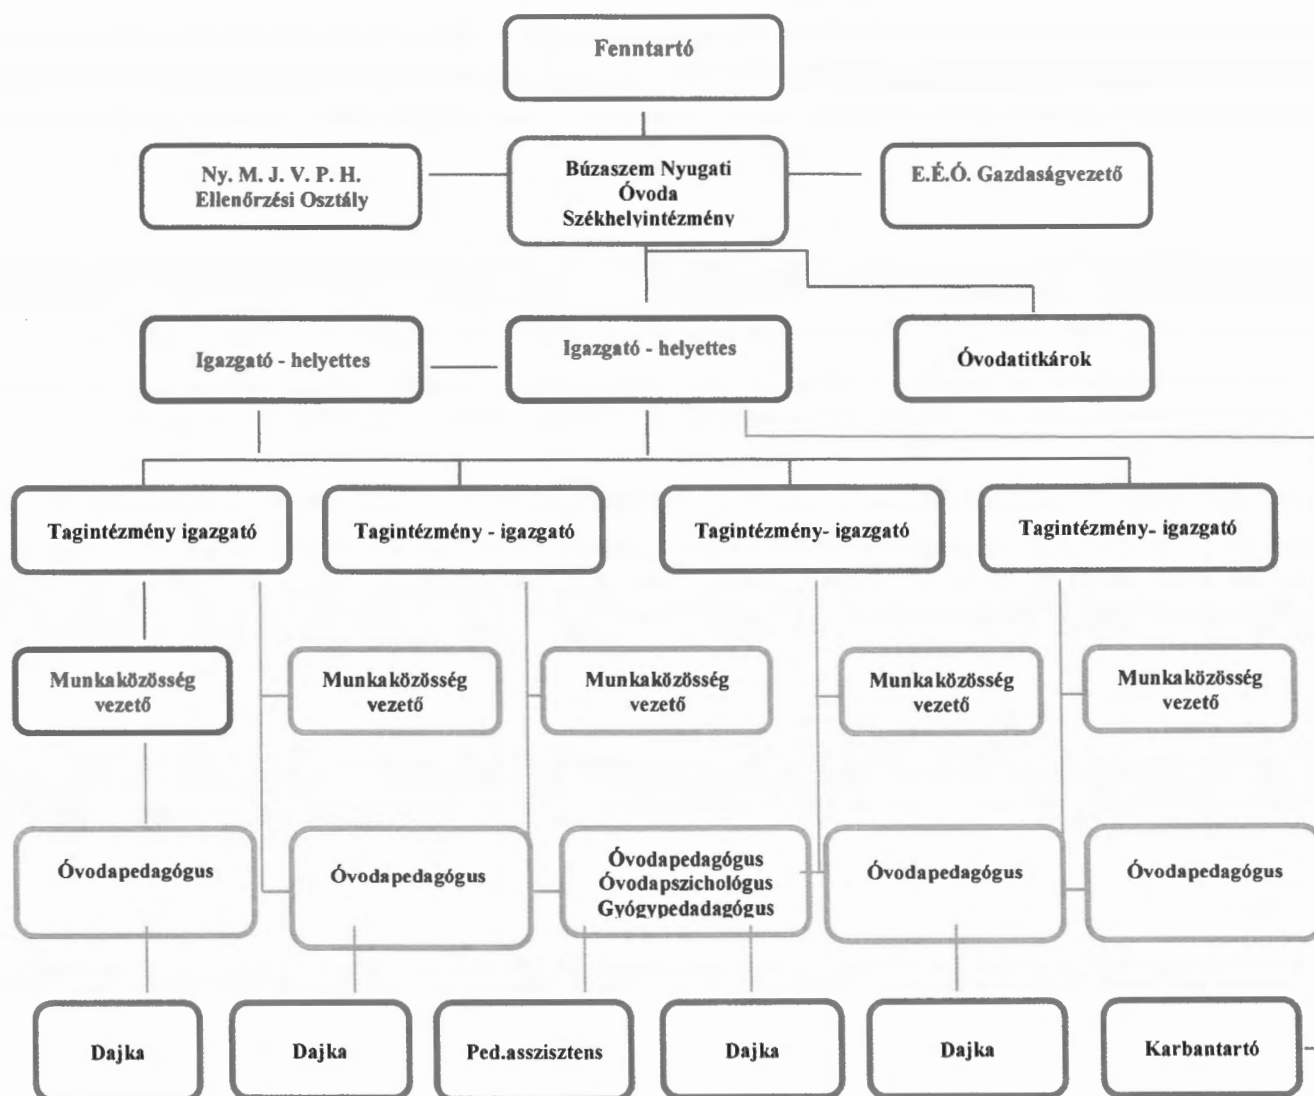 Fenntartó
Ny. M. J. V. P. H.
Ellenőrzési Osztály
Búzaszem Nyugati
Óvoda
Székhelyintézmény
E.É.Ó. Gazdaságvezető
Igazgató - helyettes
Igazgató - helyettes
Óvodatitkárok
Tagintézmény igazgató
Tagintézmény - igazgató
Tagintézmény- igazgató
Tagintézmény- igazgató
Munkaközösség
vezető
Munkaközösség
vezető
Munkaközösség
vezető
Munkaközösség
vezető
Munkaközösség
vezető
Óvodapedagógus
Óvodapedagógus
Óvodapedagógus
Óvodapszichológus
Gyógypedadagógus
Óvodapedagógus
Óvodapedagógus
Dajka
Dajka
Ped.asszisztens
Dajka
Dajka
Karbantartó